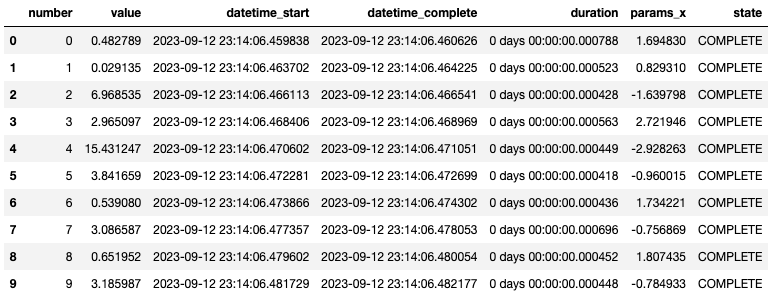 number value datetime_start datetime_complete duration params_x state
0 0 0.482789 2023-09-12 23:14:06.459838 2023-09-12 23:14:06.460626 0 days 00:00:00.000788 1.694830 COMPLETE
1 1 0.029135 2023-09-12 23:14:06.463702 2023-09-12 23:14:06.464225 0 days 00:00:00.000523 0.829310 COMPLETE
2 2 6.968535 2023-09-12 23:14:06.466113 2023-09-12 23:14:06.466541 0 days 00:00:00.000428 -1.639798 COMPLETE
3 3 2.965097 2023-09-12 23:14:06.468406 2023-09-12 23:14:06.468969 0 days 00:00:00.000563 2.721946 COMPLETE
4 4 15.431247 2023-09-12 23:14:06.470602 2023-09-12 23:14:06.471051 0 days 00:00:00.000449 -2.928263 COMPLETE
5 5 3.841659 2023-09-12 23:14:06.472281 2023-09-12 23:14:06.472699 0 days 00:00:00.000418 -0.960015 COMPLETE
6 6 0.539080 2023-09-12 23:14:06.473866 2023-09-12 23:14:06.474302 0 days 00:00:00.000436 1.734221 COMPLETE
7 7 3.086587 2023-09-12 23:14:06.477357 2023-09-12 23:14:06.478053 0 days 00:00:00.000696 -0.756869 COMPLETE
8 8 0.651952 2023-09-12 23:14:06.479602 2023-09-12 23:14:06.480054 0 days 00:00:00.000452 1.807435 COMPLETE
9 9 3.185987 2023-09-12 23:14:06.481729 2023-09-12 23:14:06.482177 0 days 00:00:00.000448 -0.784933 COMPLETE